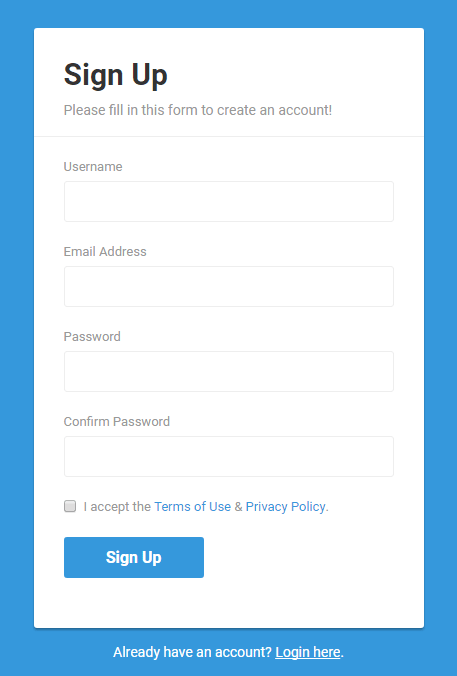 Sign Up
Please fill in this form to create an account!
Username
Email Address
Password
Confirm Password
I accept the Terms of Use & Privacy Policy.
Sign Up
Already have an account? Login here.